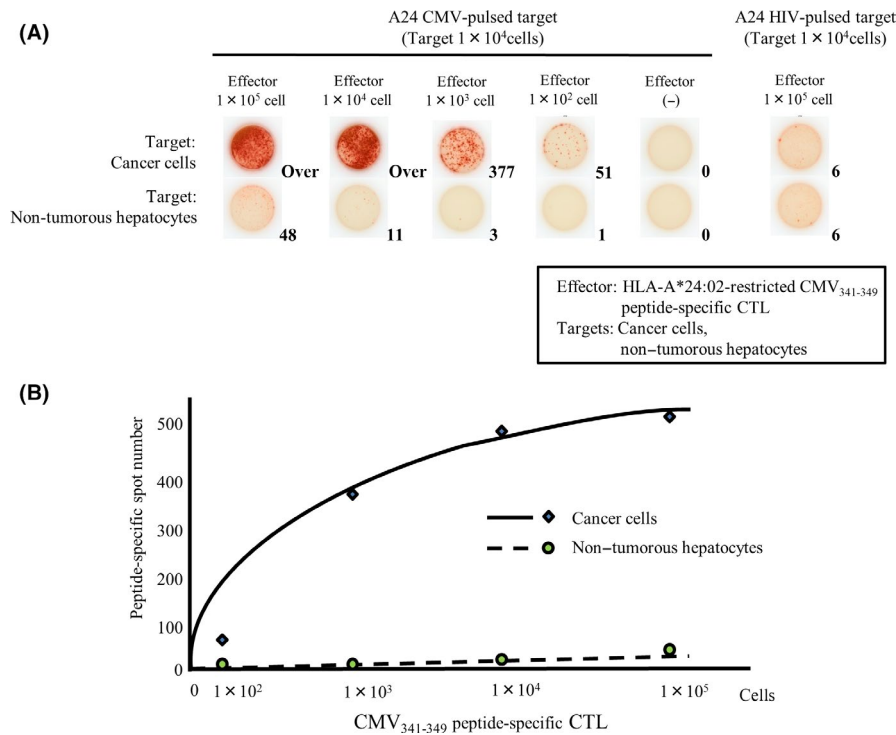 (A)
A24 CMV-pulsed target
(Target 1 × 10⁴cells)
A24 HIV-pulsed target
(Target 1 × 10⁴cells)
Effector
1 × 10⁵ cell
Effector
1 × 10⁴ cell
Effector
1 × 10³ cell
Effector
1 × 10² cell
Effector
(-)
Effector
1 × 10⁵ cell
Target:
Cancer cells
Over
Over
377
51
0
6
Target:
Non-tumorous hepatocytes
48
11
3
1
0
6
Effector: HLA-A*24:02-restricted CMV₃₄₁₋₃₄₉
peptide-specific CTL
Targets: Cancer cells,
non−tumorous hepatocytes
(B)
Peptide-specific spot number
500
400
300
200
100
0
Cancer cells
Non−tumorous hepatocytes
0 1 × 10² 1 × 10³ 1 × 10⁴ 1 × 10⁵ Cells
CMV₃₄₁₋₃₄₉ peptide-specific CTL